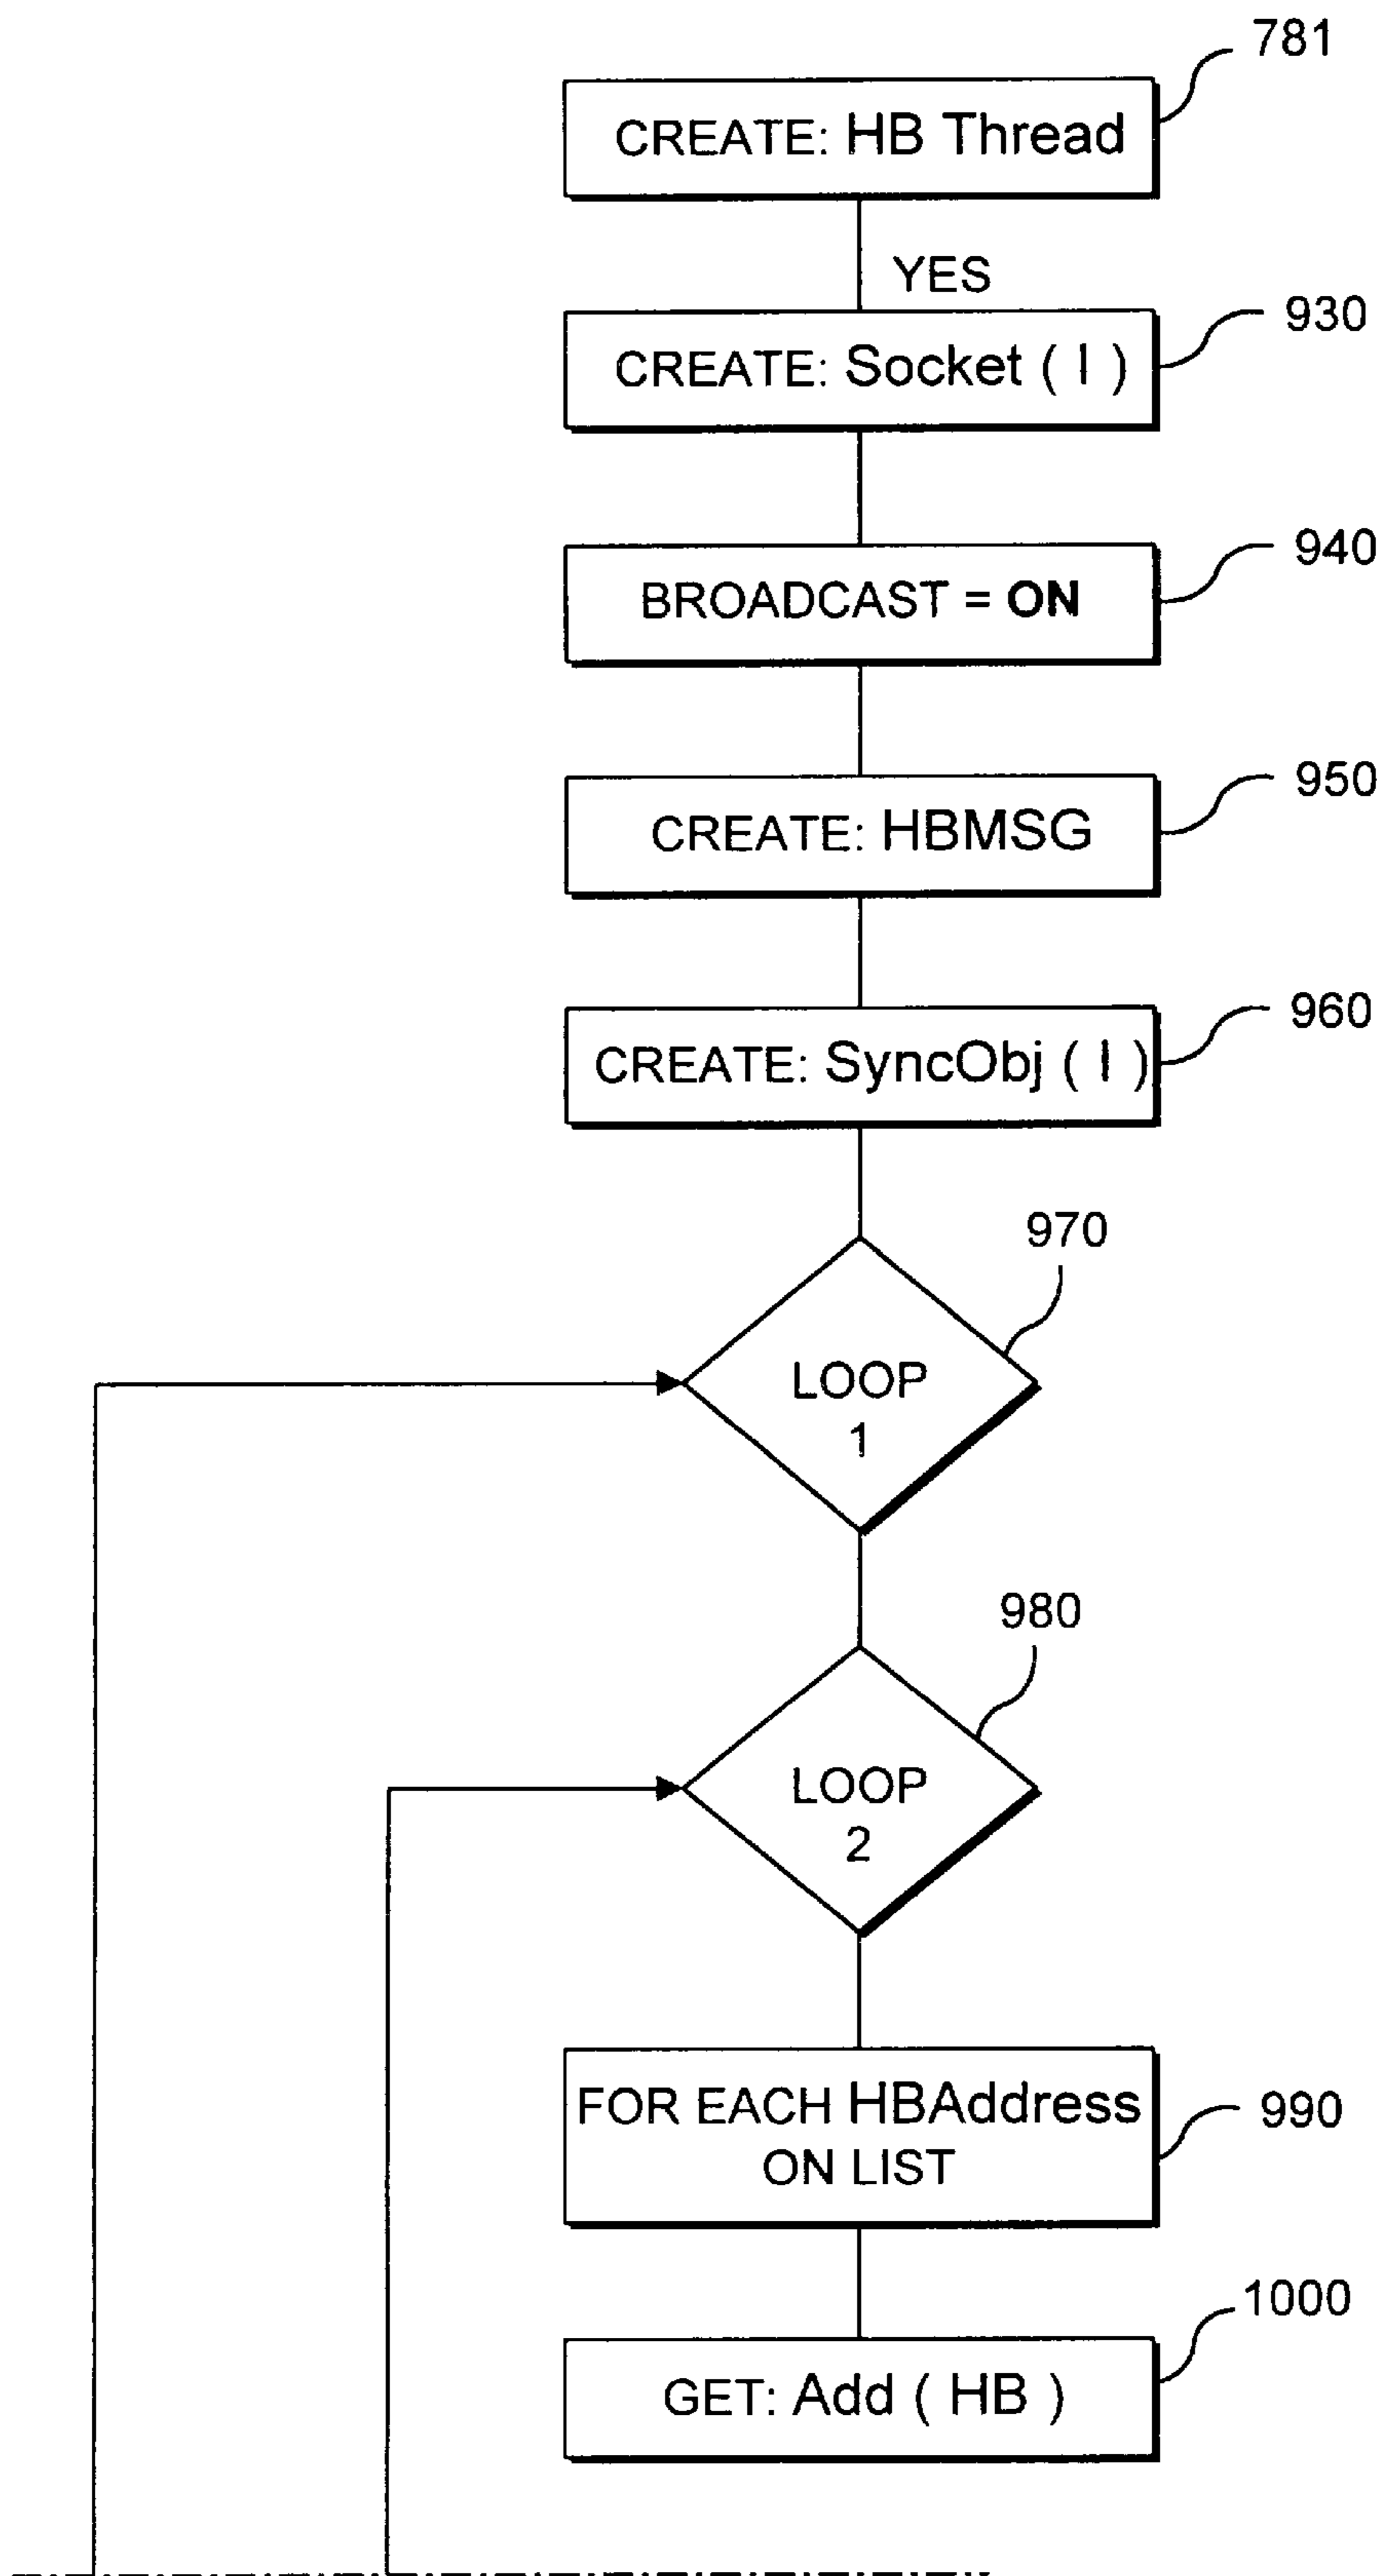 781
CREATE: HB Thread
YES
930
CREATE: Socket ( I )
940
BROADCAST = ON
950
CREATE: HBMSG
960
CREATE: SyncObj ( I )
970
LOOP
1
980
LOOP
2
FOR EACH HBAddress
ON LIST
990
1000
GET: Add ( HB )